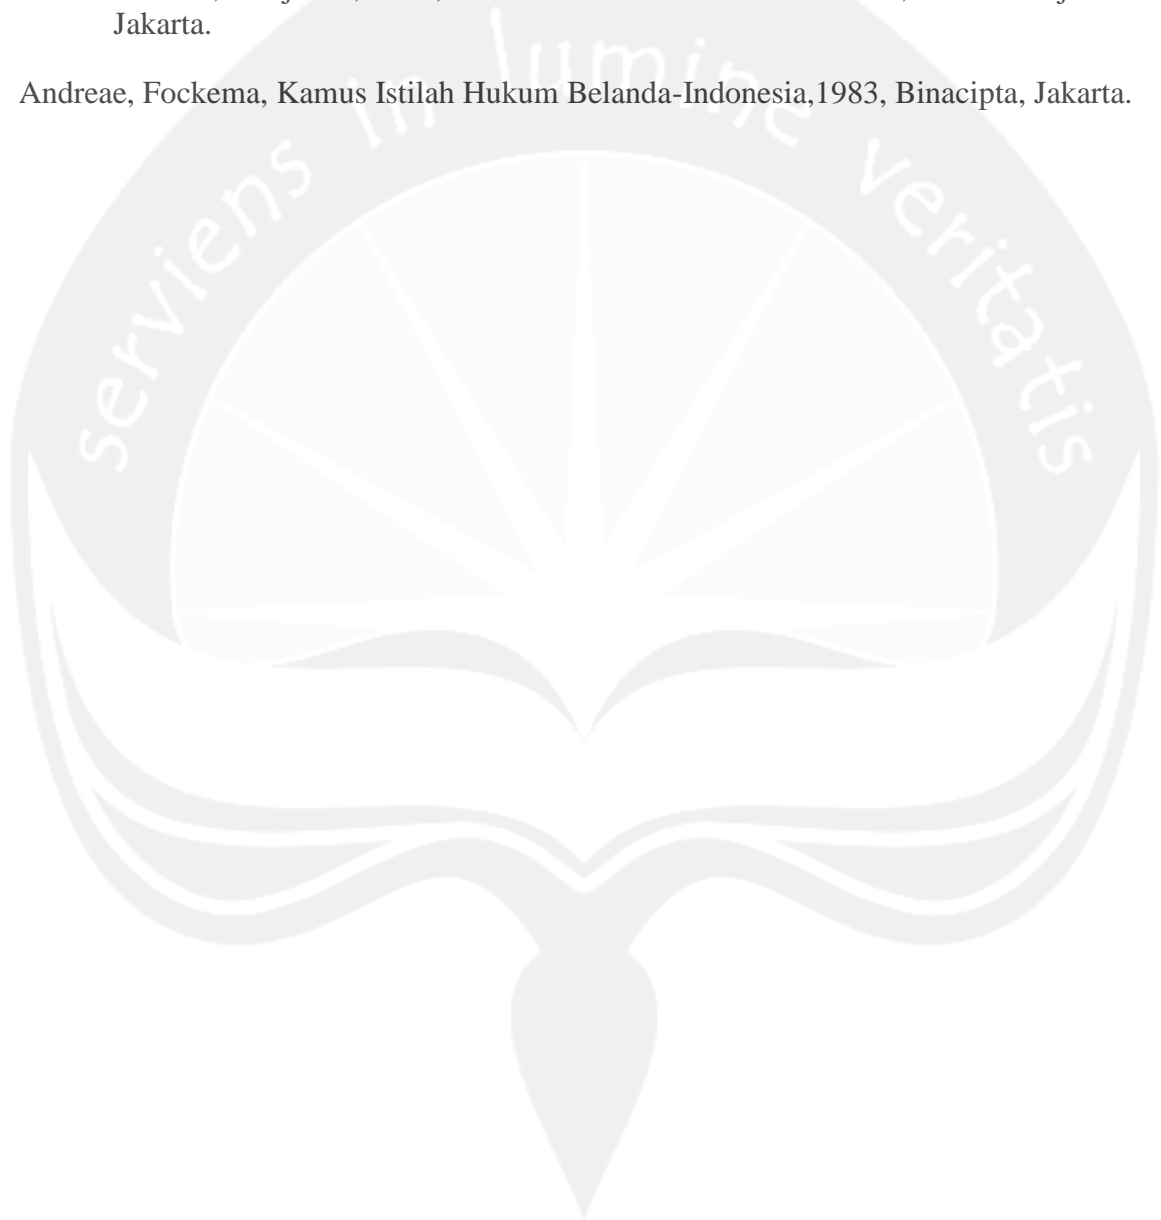 Jakarta.
Andreae, Fockema, Kamus Istilah Hukum Belanda-Indonesia,1983, Binacipta, Jakarta.
serviens in lumine veritatis